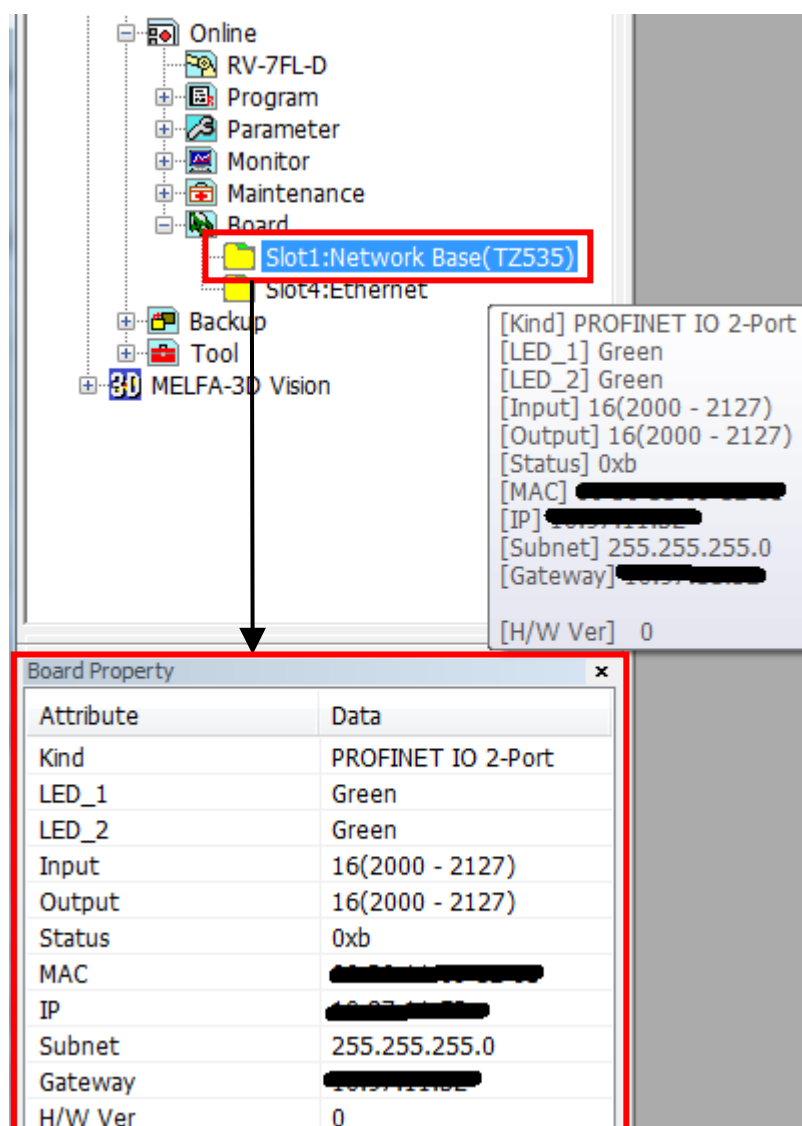 Online
RV-7FL-D
Program
Parameter
Monitor
Maintenance
Board
Slot1:Network Base(TZ535)
Slot4:Ethernet
Backup
Tool
MELFA-3D Vision
[Kind] PROFINET IO 2-Port
[LED_1] Green
[LED_2] Green
[Input] 16(2000 - 2127)
[Output] 16(2000 - 2127)
[Status] 0xb
[MAC]
[IP]
[Subnet] 255.255.255.0
[Gateway]
[H/W Ver] 0
Board Property x
Attribute Data
Kind PROFINET IO 2-Port
LED_1 Green
LED_2 Green
Input 16(2000 - 2127)
Output 16(2000 - 2127)
Status 0xb
MAC
IP
Subnet 255.255.255.0
Gateway
H/W Ver 0